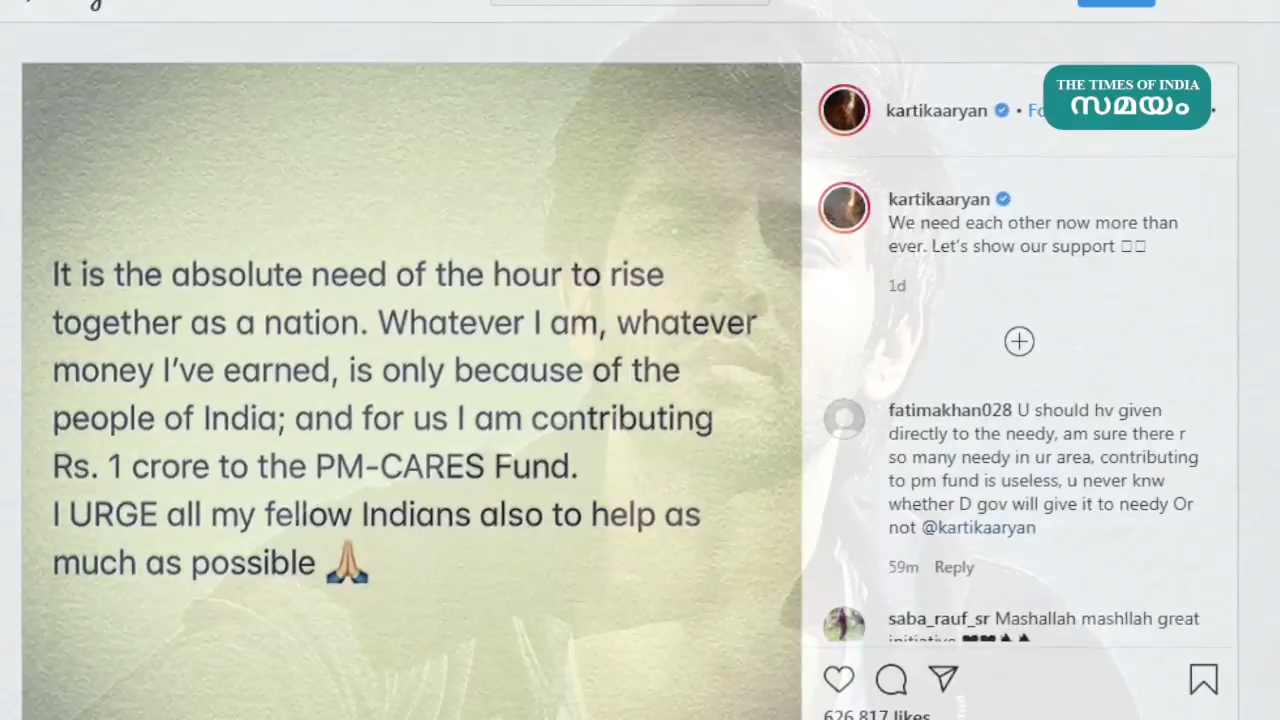 THE TIMES OF INDIA
സമയം
kartikaaryan
It is the absolute need of the hour to rise
together as a nation. Whatever I am, whatever
money I've earned, is only because of the
people of India; and for us I am contributing
Rs. 1 crore to the PM-CARES Fund.
I URGE all my fellow Indians also to help as
much as possible 🙏
kartikaaryan
We need each other now more than
ever. Let's show our support
1d
fatimakhan028 U should hv given
directly to the needy, am sure there r
so many needy in ur area, contributing
to pm fund is useless, u never knw
whether D gov will give it to needy Or
not @kartikaaryan
59m Reply
saba_rauf_sr Mashallah mashllah great
initiative
626,817 likes